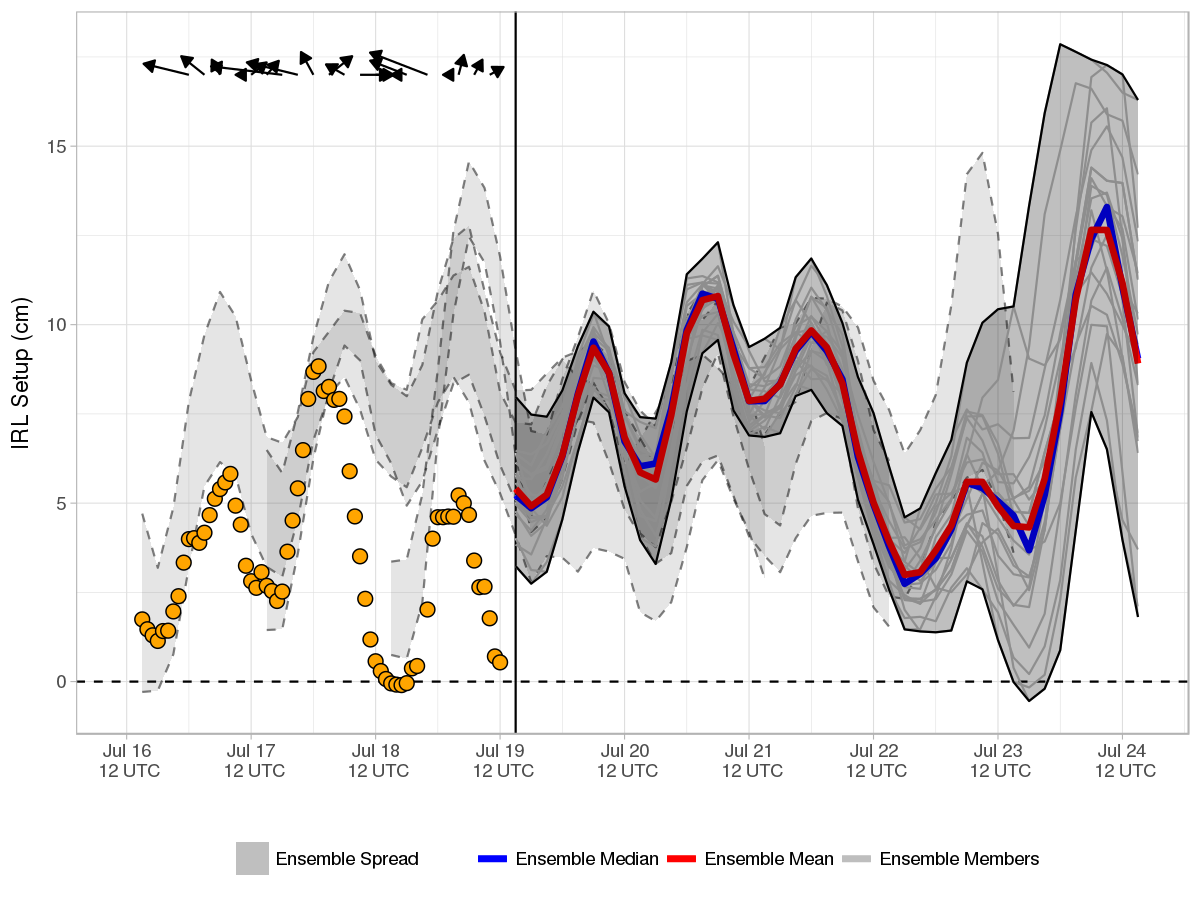 IRL Setup (cm)
15
10
5
0
Jul 16 Jul 17 Jul 18 Jul 19 Jul 20 Jul 21 Jul 22 Jul 23 Jul 24
12 UTC 12 UTC 12 UTC 12 UTC 12 UTC 12 UTC 12 UTC 12 UTC 12 UTC
Ensemble Spread Ensemble Median Ensemble Mean Ensemble Members